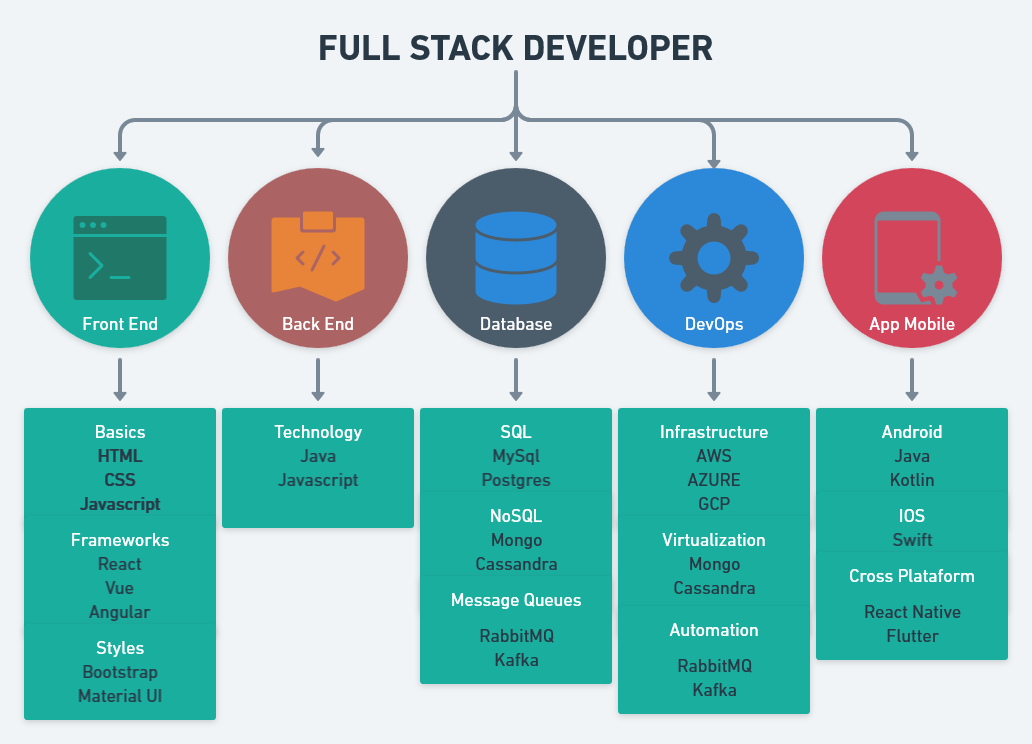 FULL STACK DEVELOPER
Front End
Back End
Database
DevOps
App Mobile
Basics
HTML
CSS
Javascript
Frameworks
React
Vue
Angular
Styles
Bootstrap
Material UI
Technology
Java
Javascript
SQL
MySql
Postgres
NoSQL
Mongo
Cassandra
Message Queues
RabbitMQ
Kafka
Infrastructure
AWS
AZURE
GCP
Virtualization
Mongo
Cassandra
Automation
RabbitMQ
Kafka
Android
Java
Kotlin
IOS
Swift
Cross Plataform
React Native
Flutter